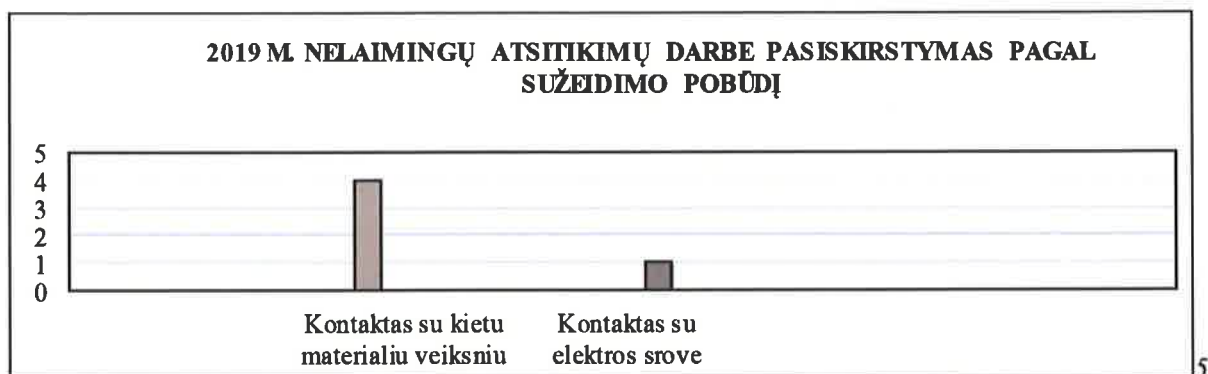 2019 M. NELAIMINGŲ ATSITIKIMŲ DARBE PASISKIRSTYMAS PAGAL
SUŽEIDIMO POBŪDĮ
5
4
3
2
1
0
Kontaktas su kietu
materialiu veiksniu
Kontaktas su
elektros srove
5